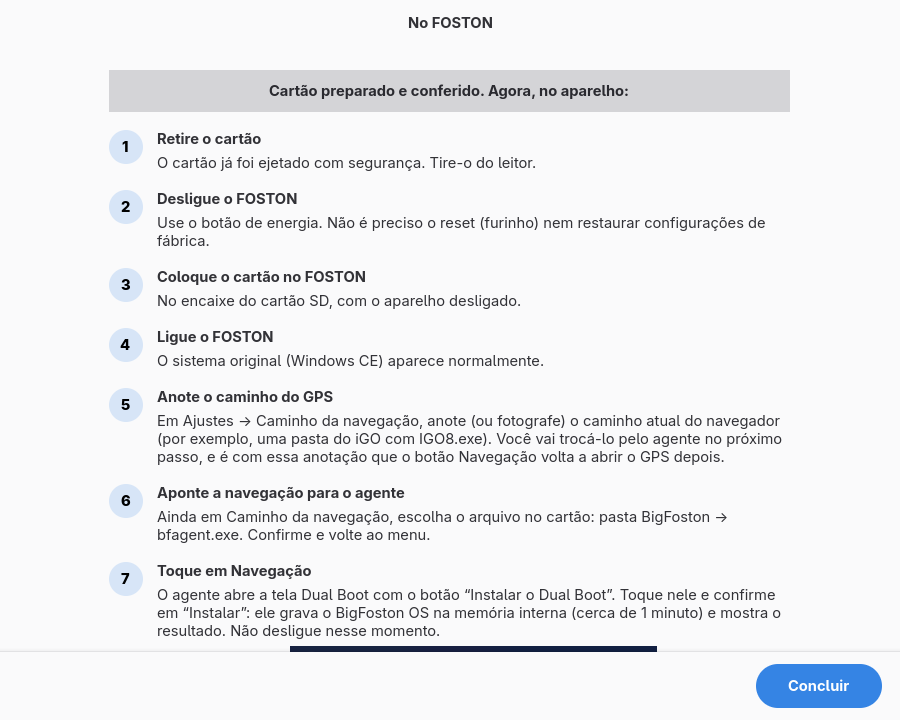 No FOSTON
Cartão preparado e conferido. Agora, no aparelho:
1
Retire o cartão
O cartão já foi ejetado com segurança. Tire-o do leitor.
2
Desligue o FOSTON
Use o botão de energia. Não é preciso o reset (furinho) nem restaurar configurações de
fábrica.
3
Coloque o cartão no FOSTON
No encaixe do cartão SD, com o aparelho desligado.
4
Ligue o FOSTON
O sistema original (Windows CE) aparece normalmente.
5
Anote o caminho do GPS
Em Ajustes → Caminho da navegação, anote (ou fotografe) o caminho atual do navegador
(por exemplo, uma pasta do iGO com IGO8.exe). Você vai trocá-lo pelo agente no próximo
passo, e é com essa anotação que o botão Navegação volta a abrir o GPS depois.
6
Aponte a navegação para o agente
Ainda em Caminho da navegação, escolha o arquivo no cartão: pasta BigFoston →
bfagent.exe. Confirme e volte ao menu.
7
Toque em Navegação
O agente abre a tela Dual Boot com o botão “Instalar o Dual Boot”. Toque nele e confirme
em “Instalar”: ele grava o BigFoston OS na memória interna (cerca de 1 minuto) e mostra o
resultado. Não desligue nesse momento.
Concluir